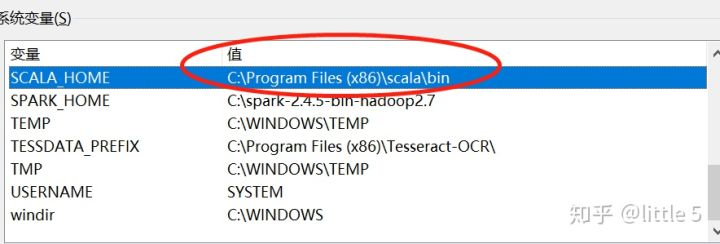 系统变量(S)
变量 值
SCALA_HOME C:\Program Files (x86)\scala\bin
SPARK_HOME C:\spark-2.4.5-bin-hadoop2.7
TEMP C:\WINDOWS\TEMP
TESSDATA_PREFIX C:\Program Files (x86)\Tesseract-OCR\
TMP C:\WINDOWS\TEMP
USERNAME SYSTEM
windir C:\WINDOWS
知乎 @little 5